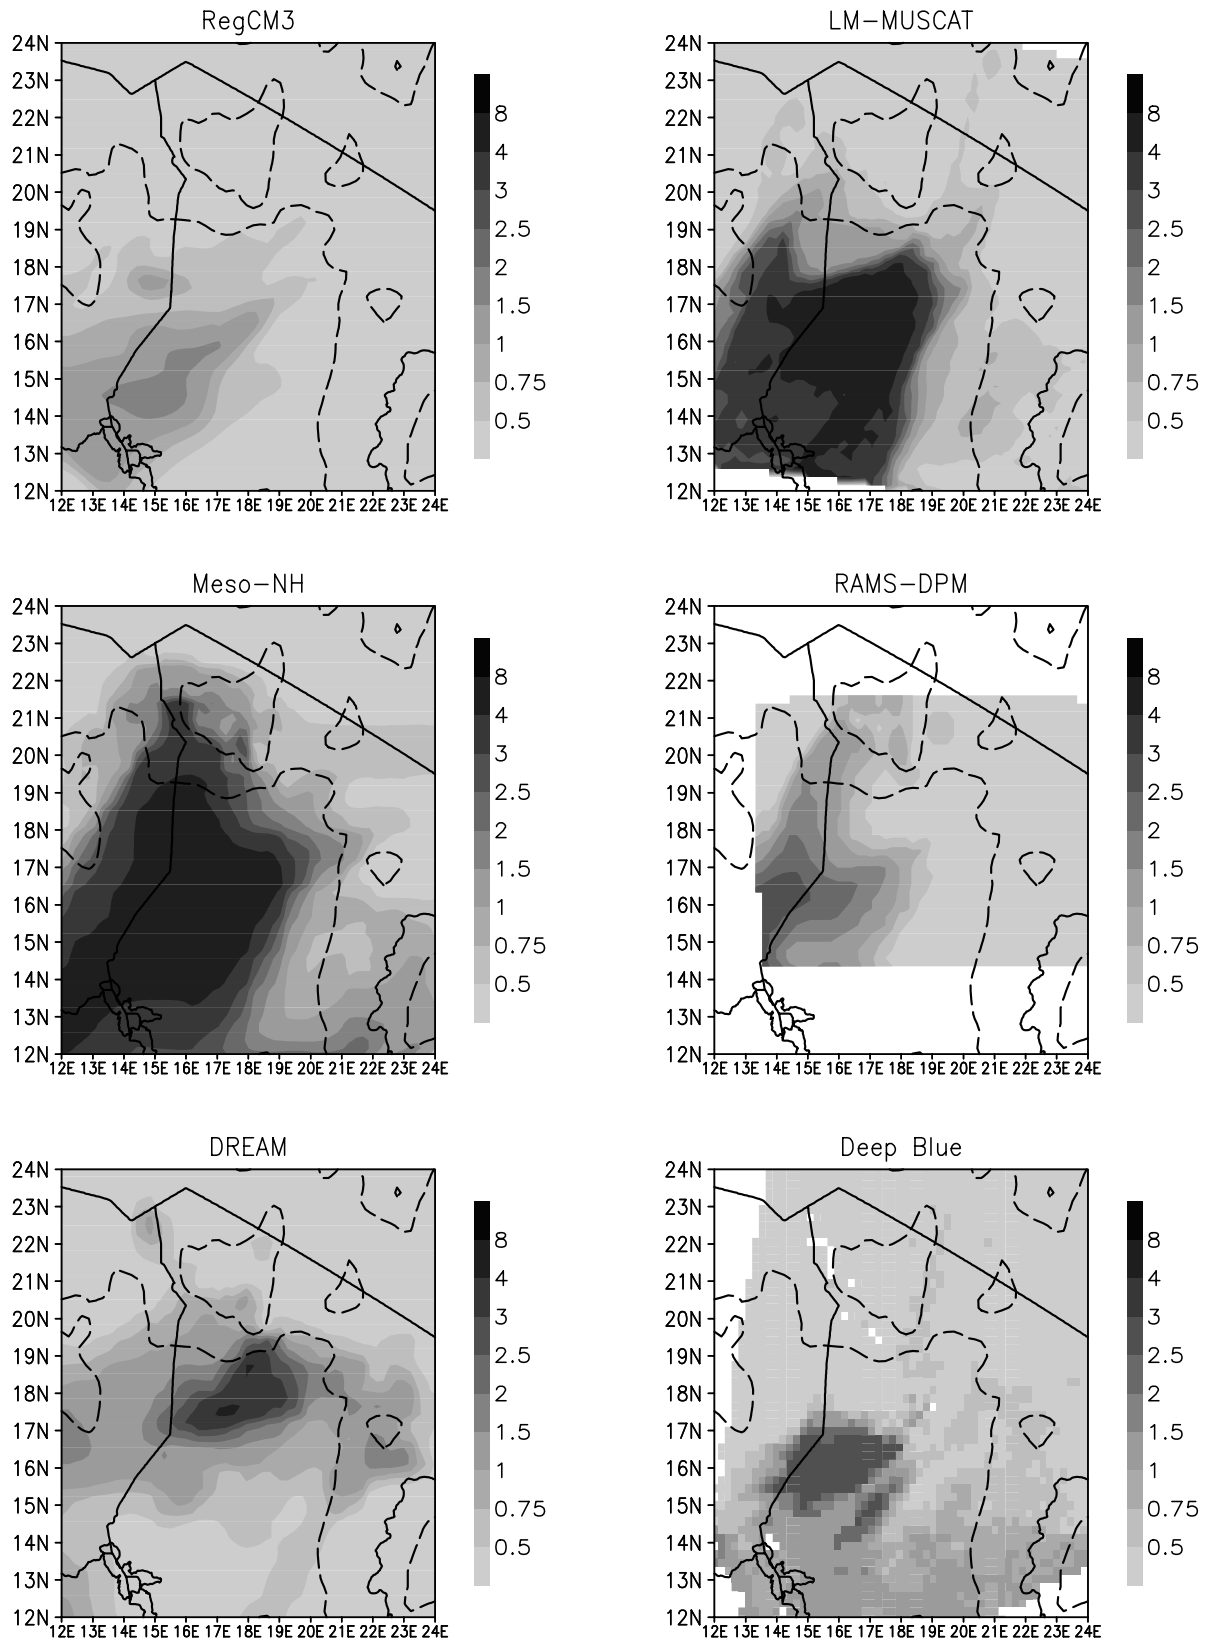 RegCM3
24N
23N
22N
21N
20N
19N
18N
17N
16N
15N
14N
13N
12N
12E 13E 14E 15E 16E 17E 18E 19E 20E 21E 22E 23E 24E
8
4
3
2.5
2
1.5
1
0.75
0.5
LM-MUSCAT
24N
23N
22N
21N
20N
19N
18N
17N
16N
15N
14N
13N
12N
12E 13E 14E 15E 16E 17E 18E 19E 20E 21E 22E 23E 24E
8
4
3
2.5
2
1.5
1
0.75
0.5
Meso-NH
24N
23N
22N
21N
20N
19N
18N
17N
16N
15N
14N
13N
12N
12E 13E 14E 15E 16E 17E 18E 19E 20E 21E 22E 23E 24E
8
4
3
2.5
2
1.5
1
0.75
0.5
RAMS-DPM
24N
23N
22N
21N
20N
19N
18N
17N
16N
15N
14N
13N
12N
12E 13E 14E 15E 16E 17E 18E 19E 20E 21E 22E 23E 24E
8
4
3
2.5
2
1.5
1
0.75
0.5
DREAM
24N
23N
22N
21N
20N
19N
18N
17N
16N
15N
14N
13N
12N
12E 13E 14E 15E 16E 17E 18E 19E 20E 21E 22E 23E 24E
8
4
3
2.5
2
1.5
1
0.75
0.5
Deep Blue
24N
23N
22N
21N
20N
19N
18N
17N
16N
15N
14N
13N
12N
12E 13E 14E 15E 16E 17E 18E 19E 20E 21E 22E 23E 24E
8
4
3
2.5
2
1.5
1
0.75
0.5